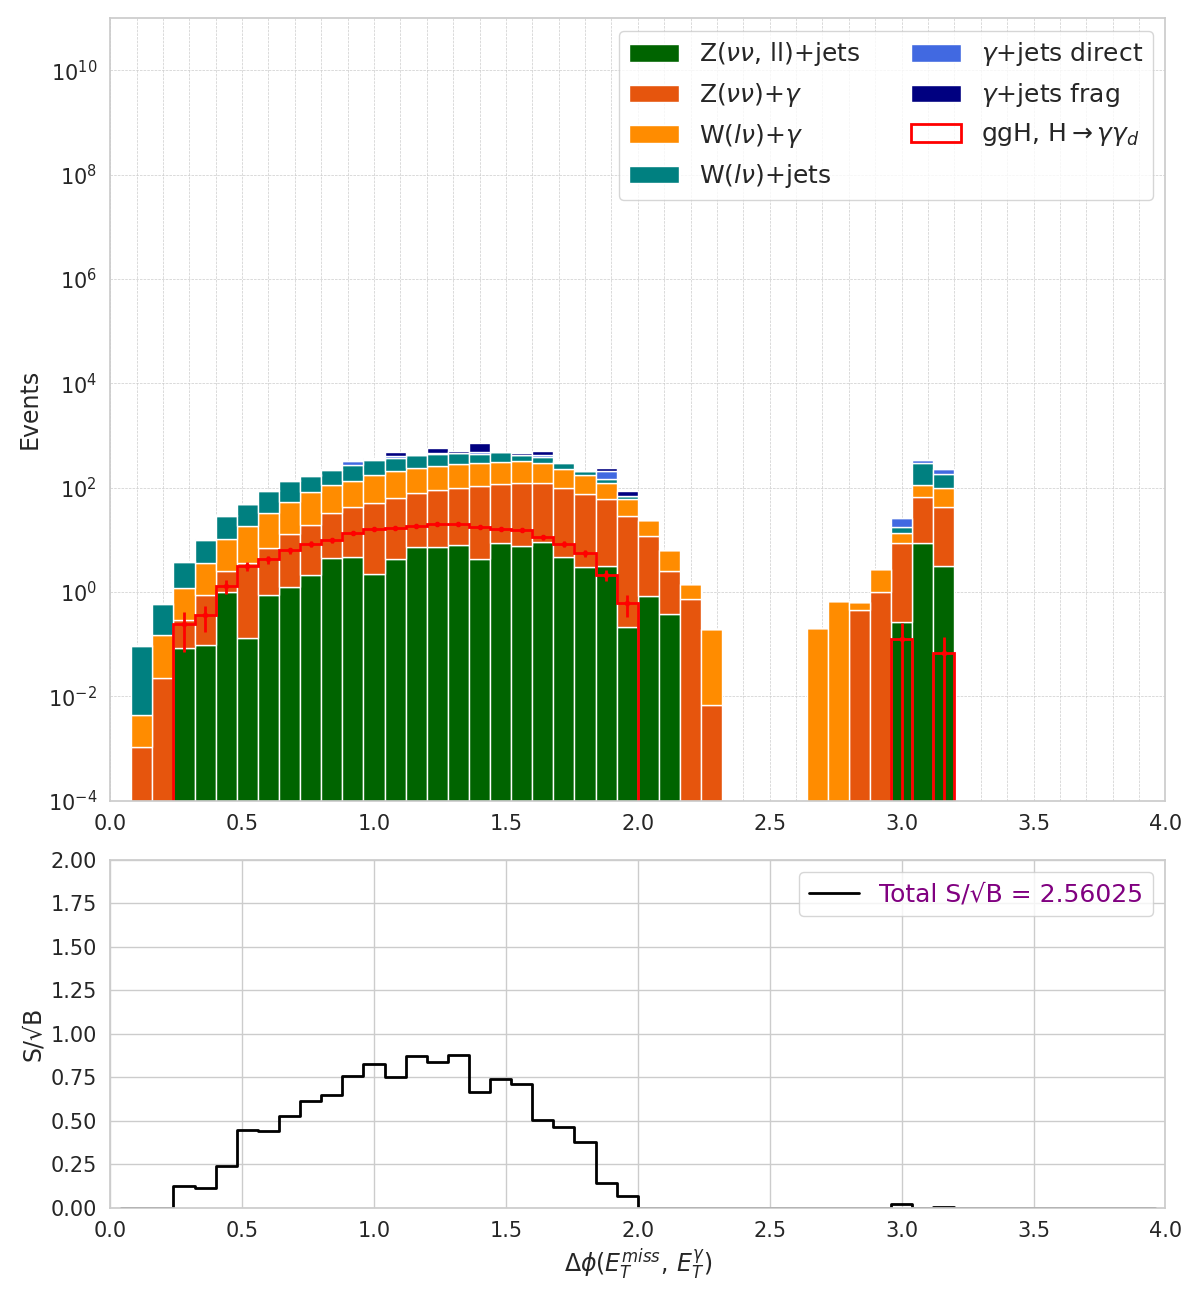 Events
10^10
10^8
10^6
10^4
10^2
10^0
10^−2
10^−4
0.0 0.5 1.0 1.5 2.0 2.5 3.0 3.5 4.0
Z(νν, ll)+jets
Z(νν)+γ
W(lν)+γ
W(lν)+jets
γ+jets direct
γ+jets frag
ggH, H→γγ_d
S/√B
2.00
1.75
1.50
1.25
1.00
0.75
0.50
0.25
0.00
Total S/√B = 2.56025
0.0 0.5 1.0 1.5 2.0 2.5 3.0 3.5 4.0
Δϕ(E_T^miss, E_T^γ)